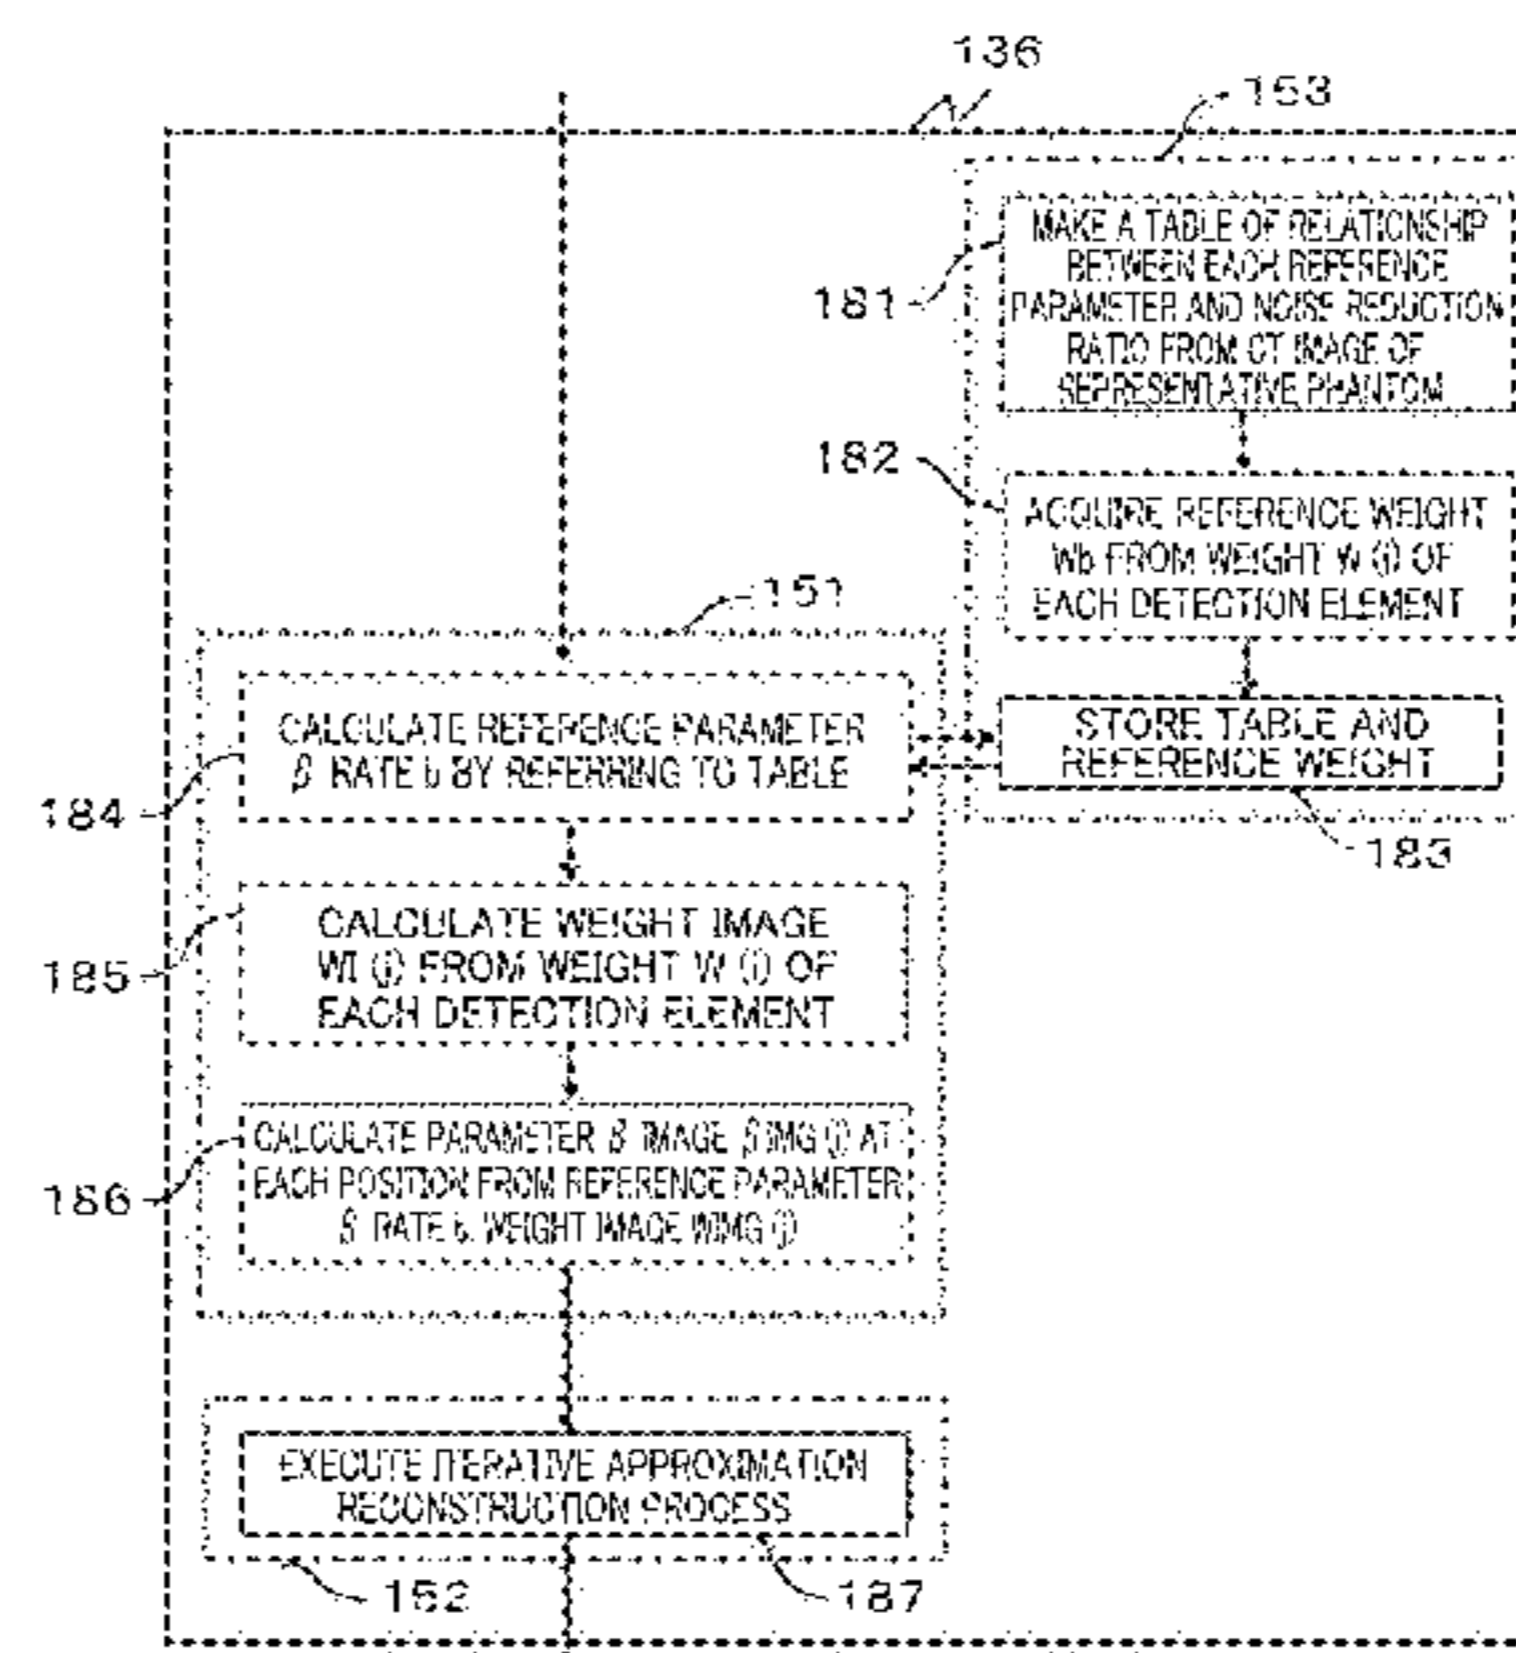 136
153
MAKE A TABLE OF RELATIONSHIP
BETWEEN EACH REFERENCE
PARAMETER AND NOISE REDUCTION
RATIO FROM CT IMAGE OF
REPRESENTATIVE PHANTOM
181
182
ACQUIRE REFERENCE WEIGHT
Wb FROM WEIGHT W (i) OF
EACH DETECTION ELEMENT
151
CALCULATE REFERENCE PARAMETER
β RATE b BY REFERRING TO TABLE
STORE TABLE AND
REFERENCE WEIGHT
184
183
CALCULATE WEIGHT IMAGE
WI (j) FROM WEIGHT W (i) OF
EACH DETECTION ELEMENT
185
CALCULATE PARAMETER β IMAGE β IMG (j) AT
EACH POSITION FROM REFERENCE PARAMETER
β RATE b, WEIGHT IMAGE WIMG (j)
186
EXECUTE ITERATIVE APPROXIMATION
RECONSTRUCTION PROCESS
152
187